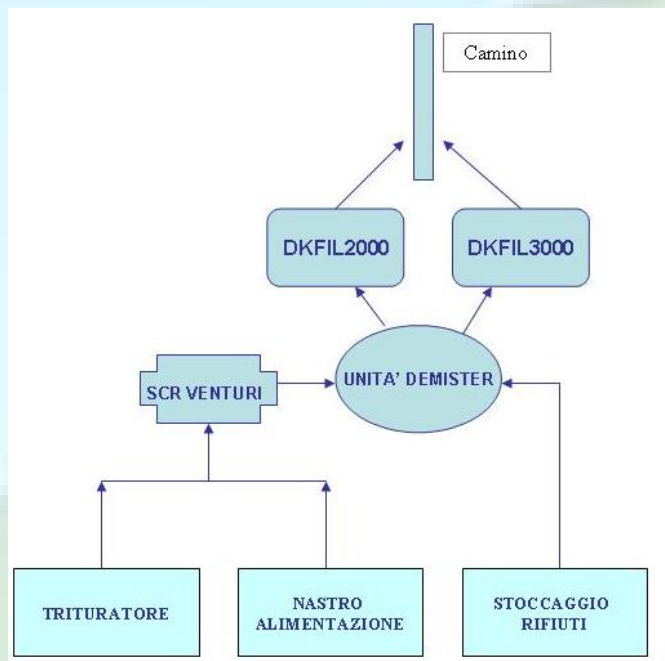 Camino
DKFIL2000
DKFIL3000
SCR VENTURI
UNITA' DEMISTER
TRITURATORE
NASTRO
ALIMENTAZIONE
STOCCAGGIO
RIFIUTI